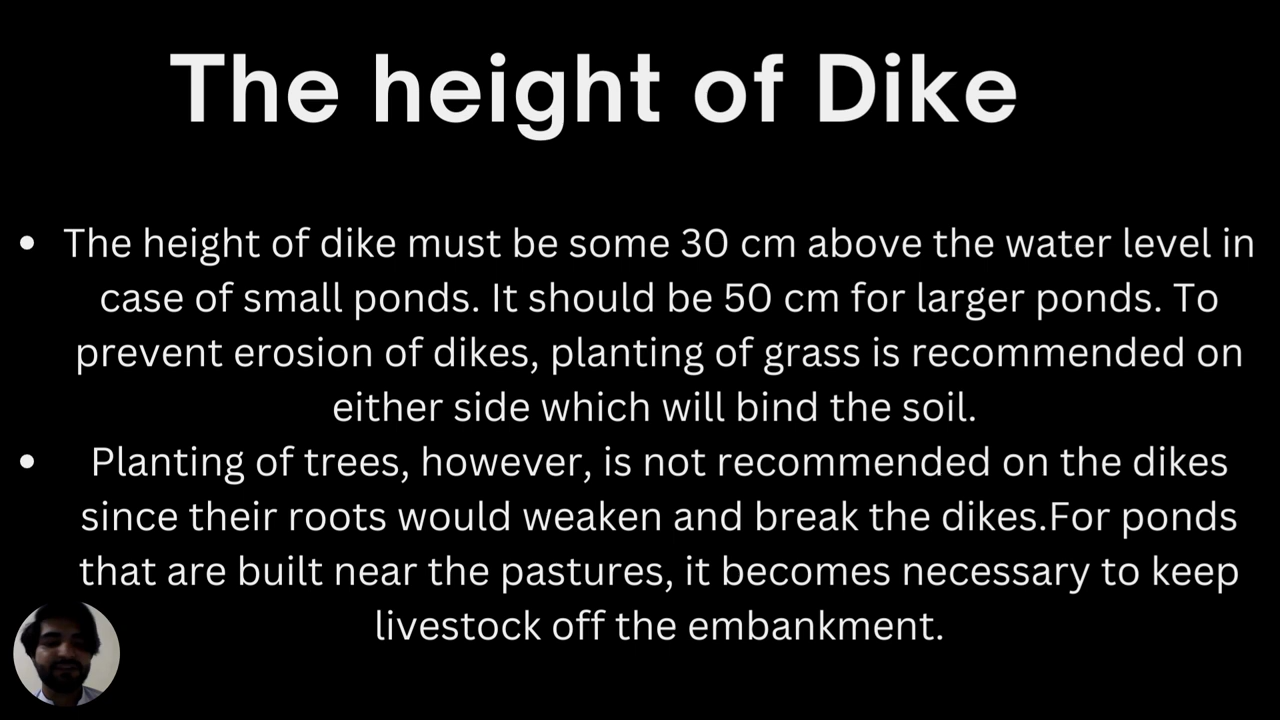 The height of Dike
• The height of dike must be some 30 cm above the water level in
case of small ponds. It should be 50 cm for larger ponds. To
prevent erosion of dikes, planting of grass is recommended on
either side which will bind the soil.
• Planting of trees, however, is not recommended on the dikes
since their roots would weaken and break the dikes.For ponds
that are built near the pastures, it becomes necessary to keep
livestock off the embankment.